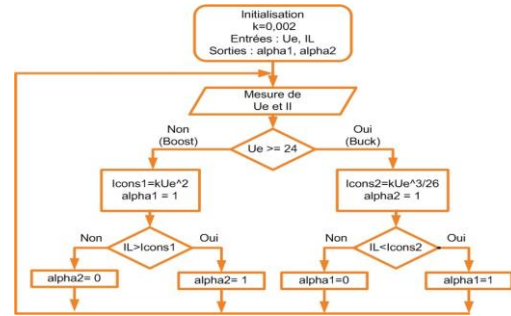 Initialisation
k=0,002
Entrées : Ue, IL
Sorties : alpha1, alpha2
Mesure de
Ue et Il
Non
(Boost)
Oui
(Buck)
Ue >= 24
Icons1=kUe^2
alpha1 = 1
Icons2=kUe^3/26
alpha2 = 1
Non
IL>Icons1
Oui
Non
IL<Icons2
Oui
alpha2= 0
alpha2= 1
alpha1=0
alpha1=1